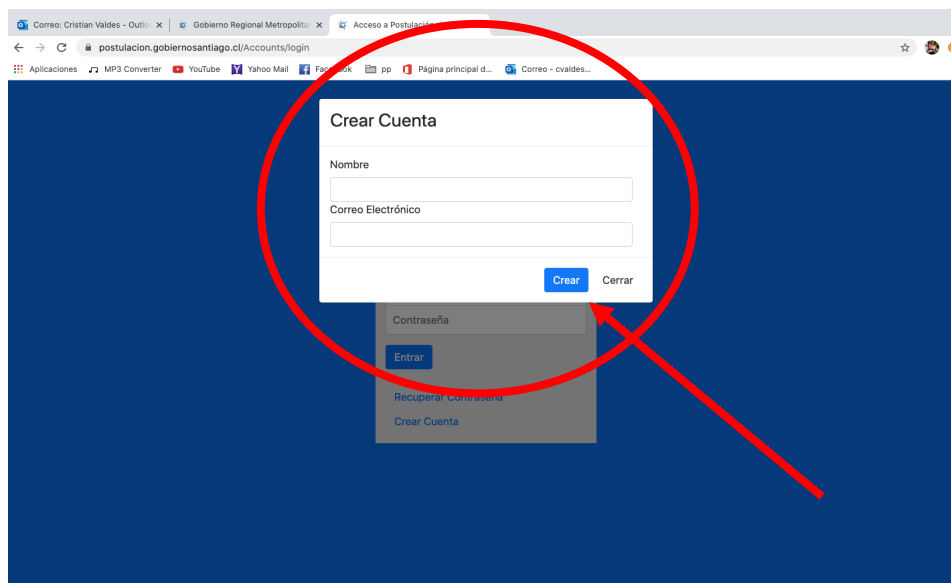 Correo: Cristian Valdes - Outlo
Gobierno Regional Metropolita
Acceso a Postulación
postulacion.gobiernosantiago.cl/Accounts/login
Aplicaciones MP3 Converter YouTube Yahoo Mail Facebook pp Página principal d... Correo - cvaldes...
Crear Cuenta
Nombre
Correo Electrónico
Crear Cerrar
Contraseña
Entrar
Recuperar Contraseña
Crear Cuenta